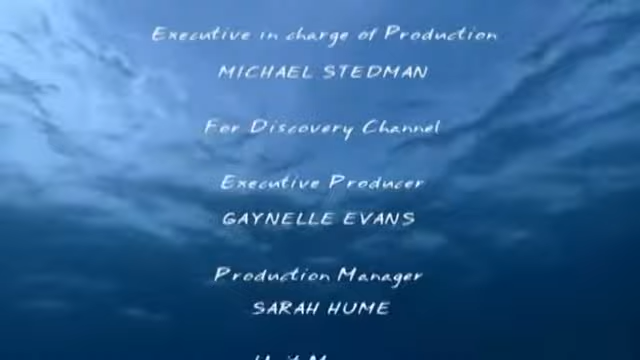 Executive in charge of Production
MICHAEL STEDMAN
For Discovery Channel
Executive Producer
GAYNELLE EVANS
Production Manager
SARAH HUME